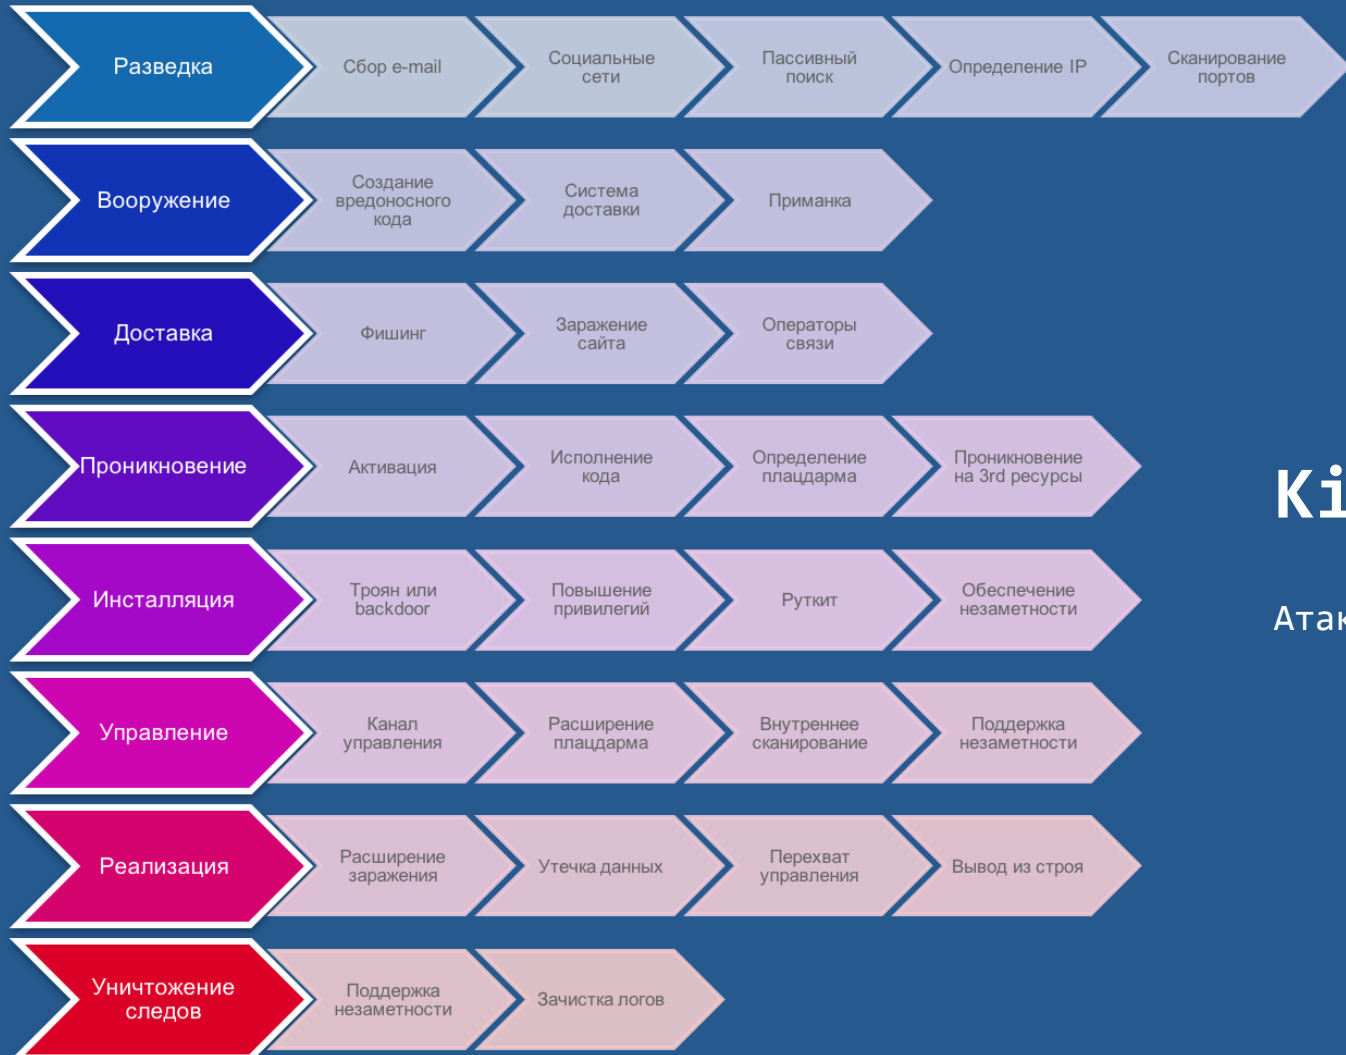 Разведка
Сбор e-mail
Социальные
сети
Пассивный
поиск
Определение IP
Сканирование
портов
Вооружение
Создание
вредоносного
кода
Система
доставки
Приманка
Доставка
Фишинг
Заражение
сайта
Операторы
связи
Проникновение
Активация
Исполнение
кода
Определение
плацдарма
Проникновение
на 3rd ресурсы
Ki
Инсталляция
Троян или
backdoor
Повышение
привилегий
Руткит
Обеспечение
незаметности
Атак
Управление
Канал
управления
Расширение
плацдарма
Внутреннее
сканирование
Поддержка
незаметности
Реализация
Расширение
заражения
Утечка данных
Перехват
управления
Вывод из строя
Уничтожение
следов
Поддержка
незаметности
Зачистка логов